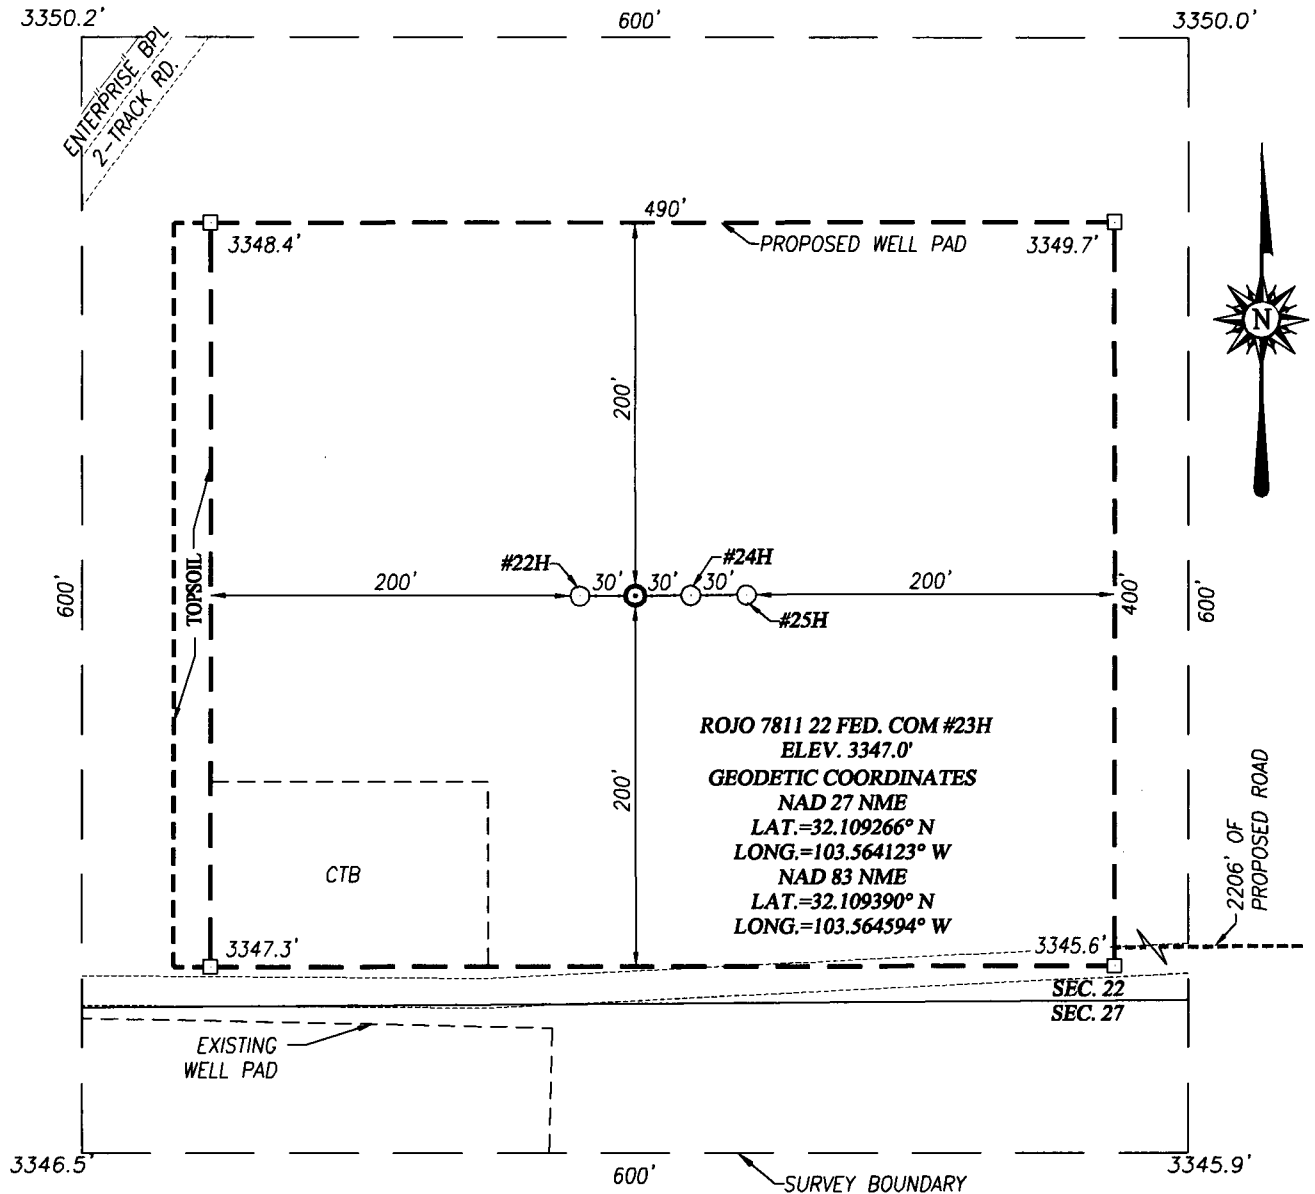 3350.2'
600'
3350.0'
ENTERPRISE BPL
2-TRACK RD.
490'
3348.4'
PROPOSED WELL PAD
3349.7'
N
200'
#22H
#24H
200'
30'
30'
30'
200'
#25H
600'
TOPSOIL
400'
600'
ROJO 7811 22 FED. COM #23H
ELEV. 3347.0'
GEODETIC COORDINATES
NAD 27 NME
LAT.=32.109266° N
LONG.=103.564123° W
NAD 83 NME
LAT.=32.109390° N
LONG.=103.564594° W
200'
CTB
2206' OF
PROPOSED ROAD
3347.3'
3345.6'
SEC. 22
SEC. 27
EXISTING
WELL PAD
3346.5'
600'
SURVEY BOUNDARY
3345.9'